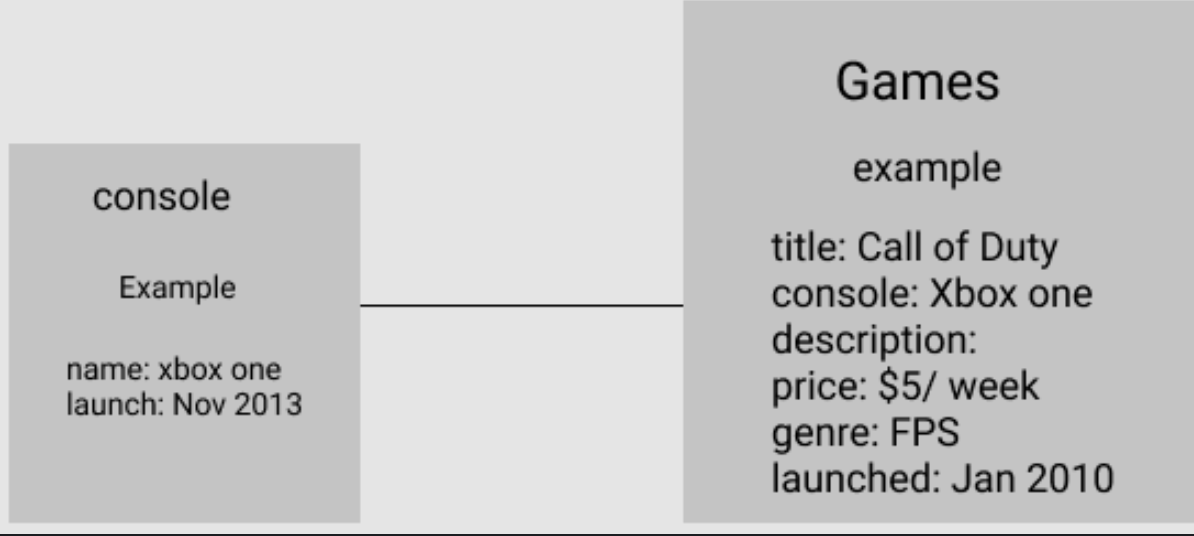 console
Example
name: xbox one
launch: Nov 2013
Games
example
title: Call of Duty
console: Xbox one
description:
price: $5/ week
genre: FPS
launched: Jan 2010